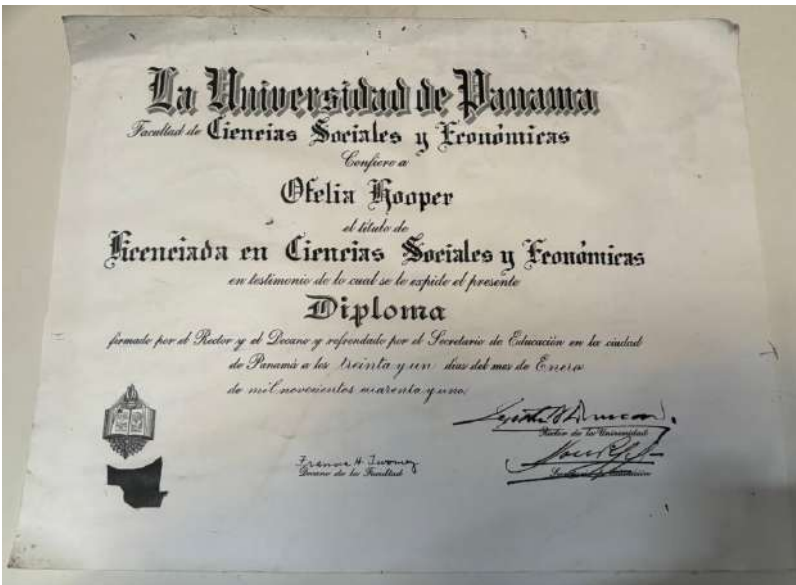 La Universidad de Panama
Facultad de Ciencias Sociales y Económicas
Confiere a
Ofelia Hooper
el título de
Licenciada en Ciencias Sociales y Económicas
en testimonio de lo cual se le expide el presente
Diploma
firmado por el Rector y el Decano y refrendado por el Secretario de Educación en la ciudad
de Panamá a los treinta y un días del mes de Enero
de mil novecientos cuarenta y uno
Rector de la Universidad
Decano de la Facultad